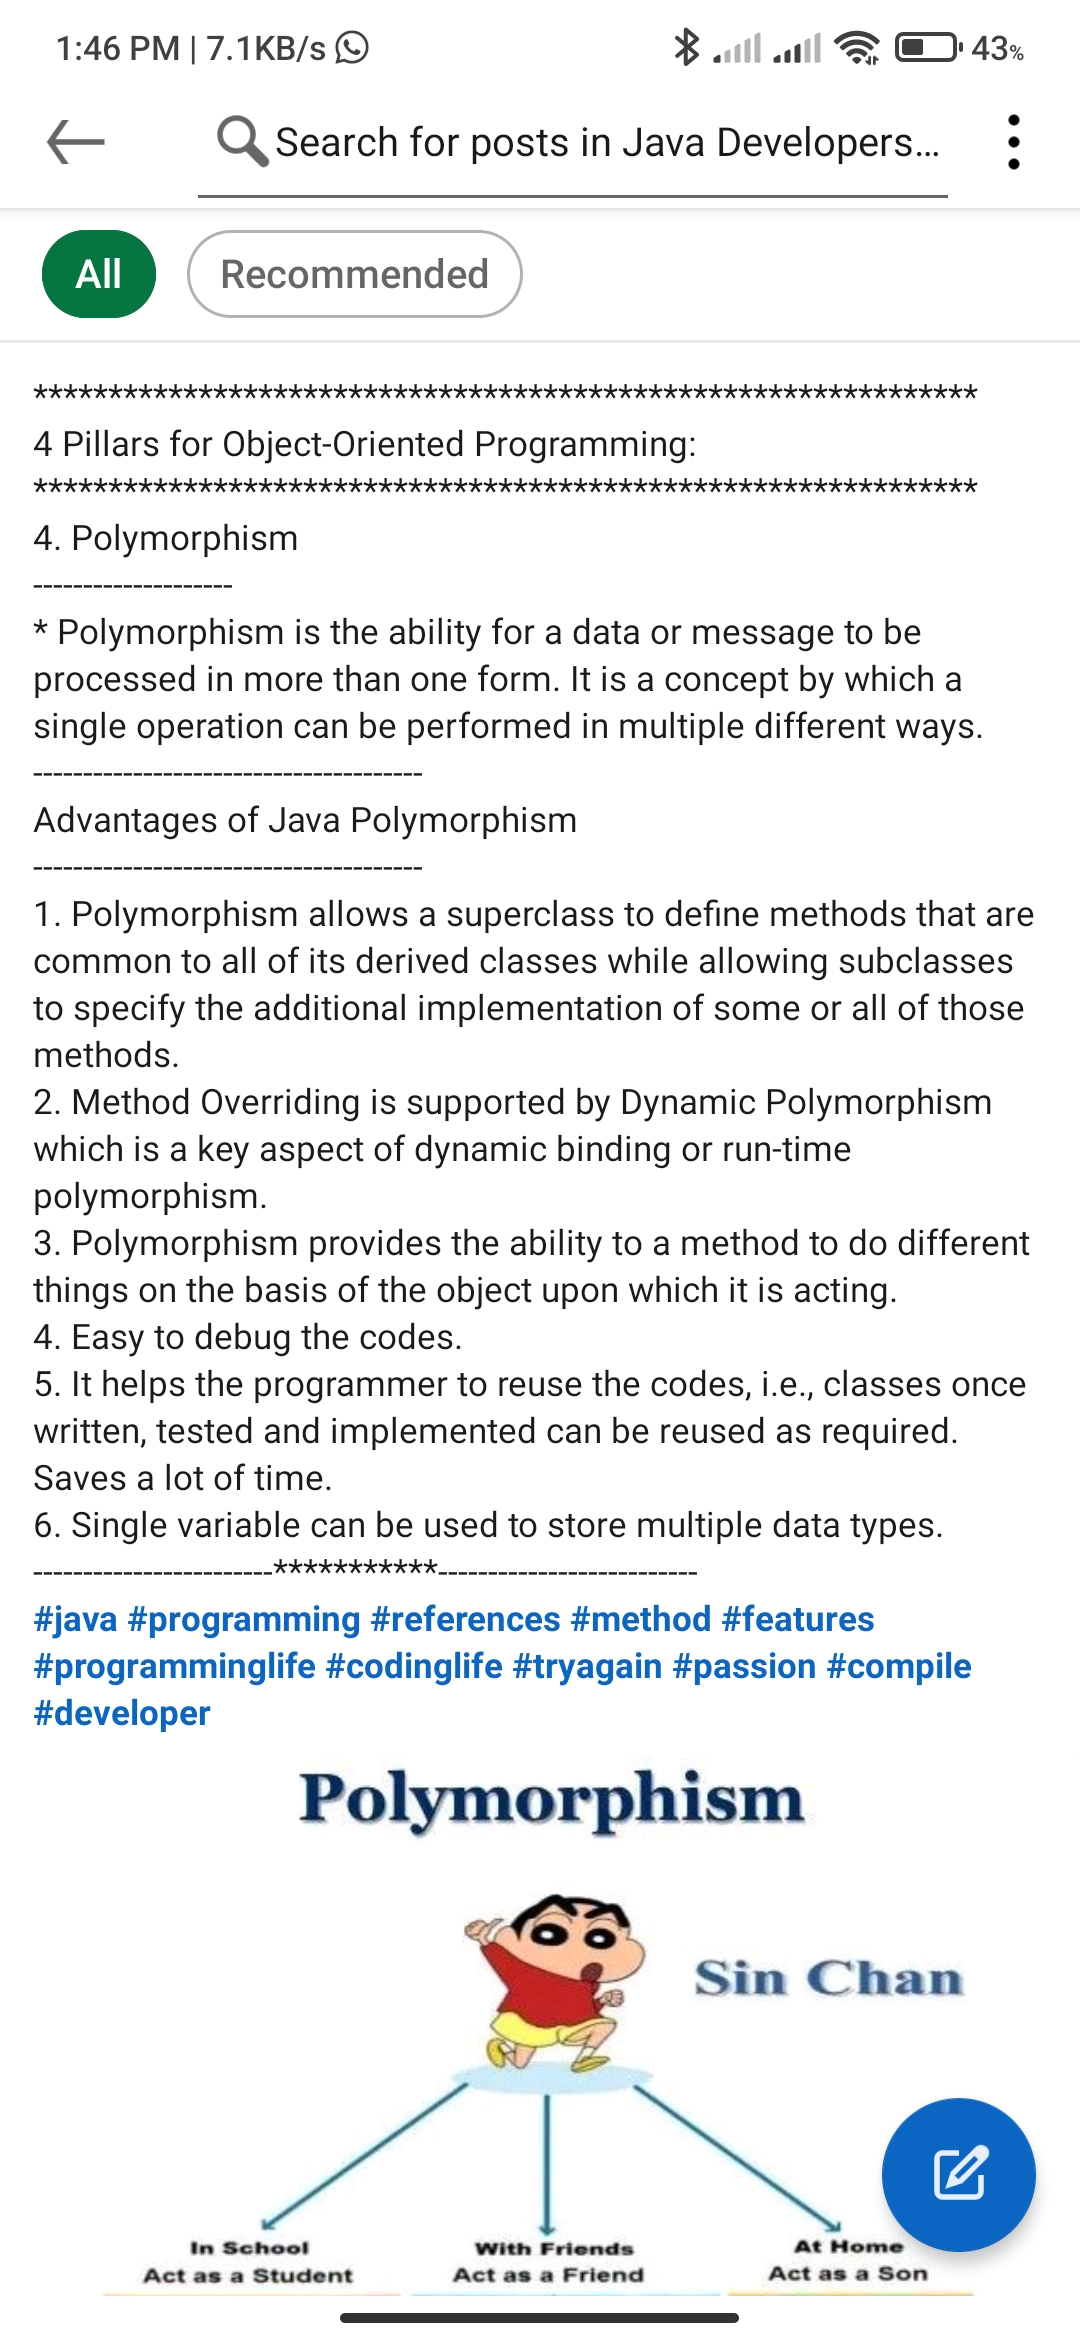 1:46 PM | 7.1KB/s
43%
Search for posts in Java Developers...
All
Recommended
***************************************************************
4 Pillars for Object-Oriented Programming:
***************************************************************
4. Polymorphism
--------------------
* Polymorphism is the ability for a data or message to be
processed in more than one form. It is a concept by which a
single operation can be performed in multiple different ways.
---------------------------------------
Advantages of Java Polymorphism
---------------------------------------
1. Polymorphism allows a superclass to define methods that are
common to all of its derived classes while allowing subclasses
to specify the additional implementation of some or all of those
methods.
2. Method Overriding is supported by Dynamic Polymorphism
which is a key aspect of dynamic binding or run-time
polymorphism.
3. Polymorphism provides the ability to a method to do different
things on the basis of the object upon which it is acting.
4. Easy to debug the codes.
5. It helps the programmer to reuse the codes, i.e., classes once
written, tested and implemented can be reused as required.
Saves a lot of time.
6. Single variable can be used to store multiple data types.
------------------------***********--------------------------
#java #programming #references #method #features
#programminglife #codinglife #tryagain #passion #compile
#developer
Polymorphism
Sin Chan
In School
Act as a Student
With Friends
Act as a Friend
At Home
Act as a Son